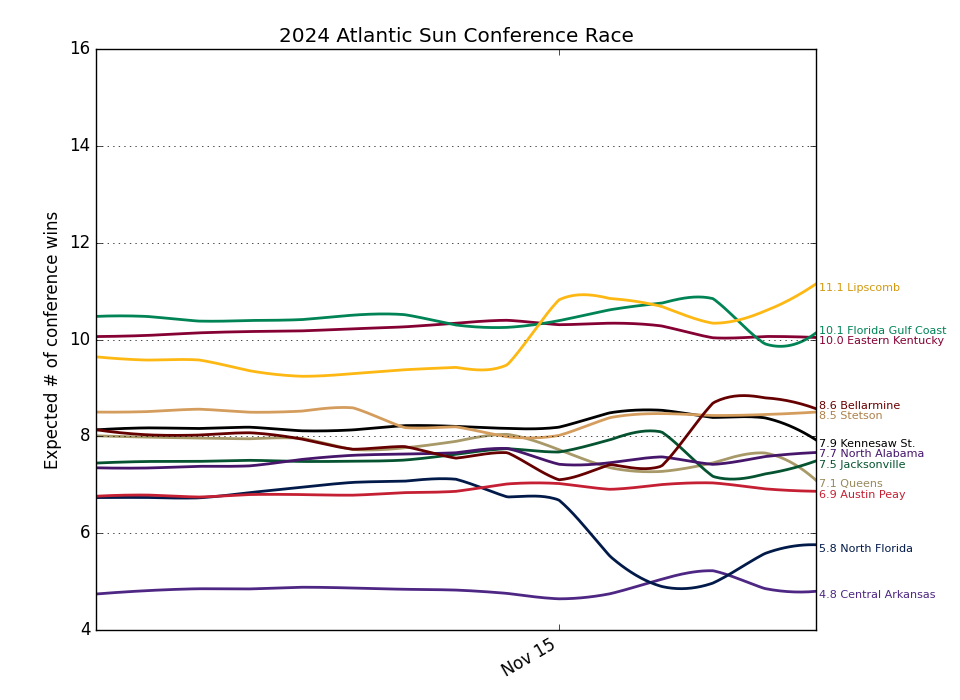 2024 Atlantic Sun Conference Race
Expected # of conference wins
16
14
12
10
8
6
4
Nov 15
11.1 Lipscomb
10.1 Florida Gulf Coast
10.0 Eastern Kentucky
8.6 Bellarmine
8.5 Stetson
7.9 Kennesaw St.
7.7 North Alabama
7.5 Jacksonville
7.1 Queens
6.9 Austin Peay
5.8 North Florida
4.8 Central Arkansas